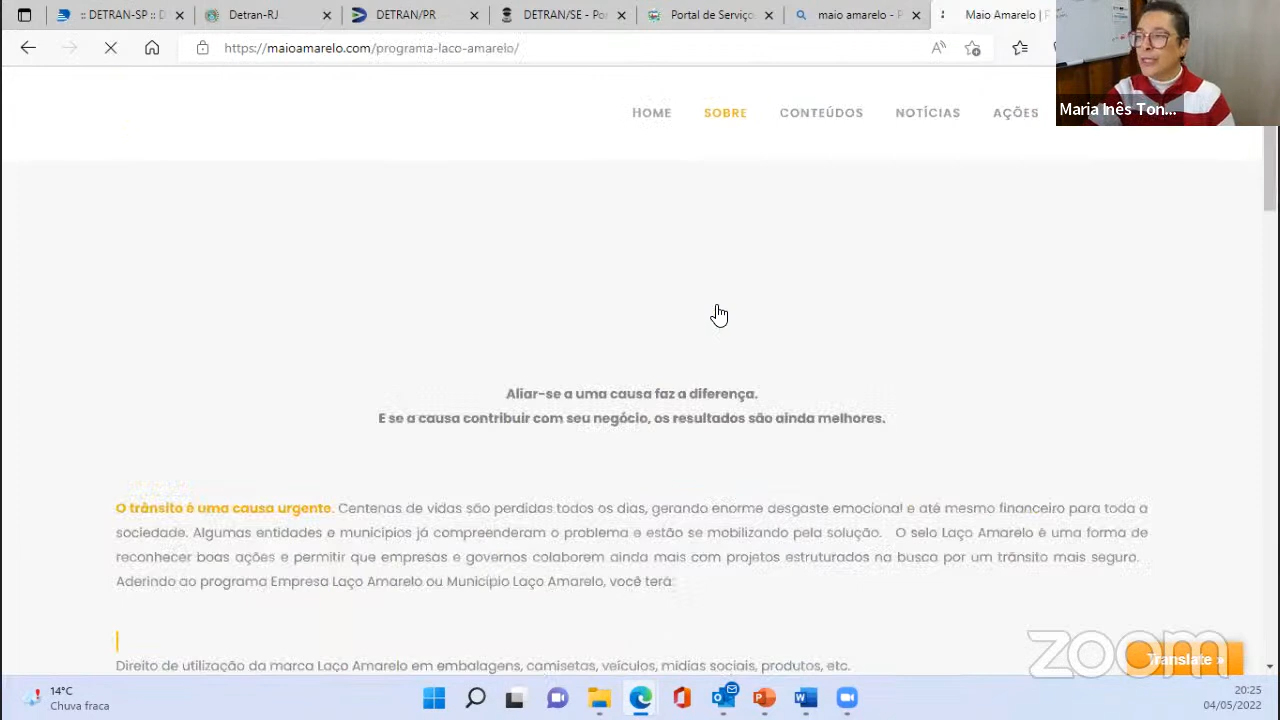 DETRAN-SP - D
DETRAN-RJ
DETRAN-RS
DETRAN-SP - Po
Portal de Serviço
maio amarelo - P
Maio Amarelo | F
https://maioamarelo.com/programa-laco-amarelo/
Maria Inês Ton...
HOME
SOBRE
CONTEÚDOS
NOTÍCIAS
AÇÕES
Aliar-se a uma causa faz a diferença.
E se a causa contribuir com seu negócio, os resultados são ainda melhores.
O trânsito é uma causa urgente. Centenas de vidas são perdidas todos os dias, gerando enorme desgaste emocional e até mesmo financeiro para toda a
sociedade. Algumas entidades e municípios já compreenderam o problema e estão se mobilizando pela solução. O selo Laço Amarelo é uma forma de
reconhecer boas ações e permitir que empresas e governos colaborem ainda mais com projetos estruturados na busca por um trânsito mais seguro.
Aderindo ao programa Empresa Laço Amarelo ou Município Laço Amarelo, você terá:
Direito de utilização da marca Laço Amarelo em embalagens, camisetas, veículos, mídias sociais, produtos, etc.
zoom
Translate »
14°C
Chuva fraca
20:25
04/05/2022